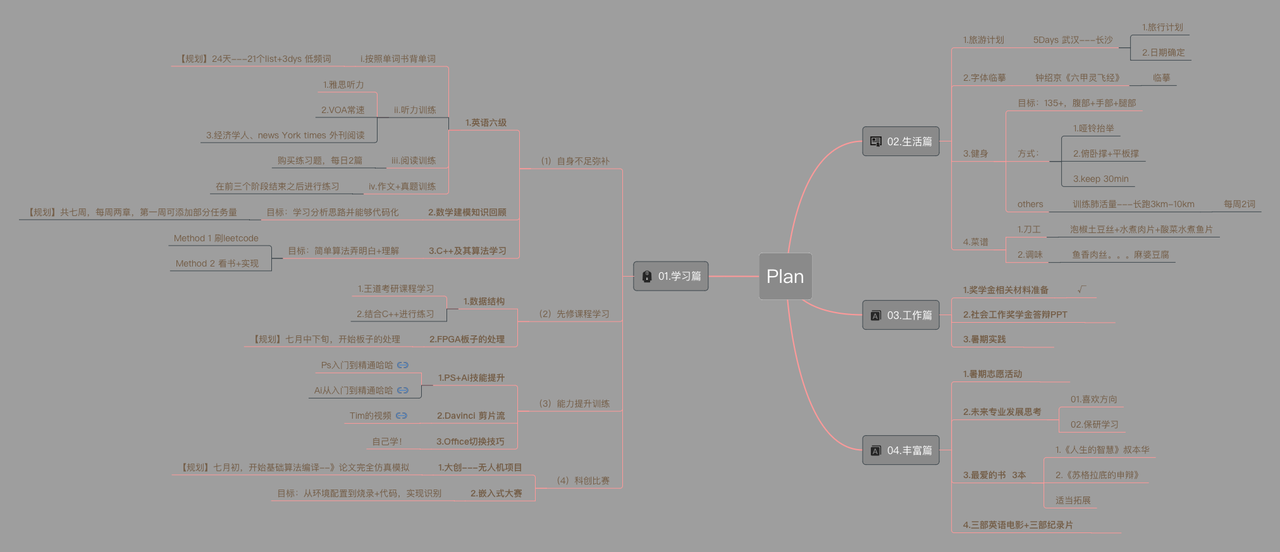 Plan
01.学习篇
（1）自身不足弥补
1.英语六级
i.按照单词书背单词
【规划】24天---21个list+3dys 低频词
ii.听力训练
1.雅思听力
2.VOA常速
3.经济学人，news York times 外刊阅读
iii.阅读训练
购买练习题，每日2篇
iv.作文+真题训练
在前三个阶段结束之后进行练习
2.数学建模知识回顾
目标：学习分析思路并能够代码化
【规划】共七周，每周两章，第一周可添加部分任务量
3.C++及其算法学习
目标：简单算法弄明白+理解
Method 1 刷leetcode
Method 2 看书+实现
（2）先修课程学习
1.数据结构
1.王道考研课程学习
2.结合C++进行练习
2.FPGA板子的处理
【规划】七月中下旬，开始板子的处理
（3）能力提升训练
1.PS+Ai技能提升
Ps入门到精通哈哈
Ai从入门到精通哈哈
2.Davinci 剪片流
Tim的视频
3.Office切换技巧
自己学！
（4）科创比赛
1.大创---无人机项目
【规划】七月初，开始基础算法编译--》论文完全仿真模拟
2.嵌入式大赛
目标：从环境配置到烧录+代码，实现识别
02.生活篇
1.旅游计划
5Days 武汉---长沙
1.旅行计划
2.日期确定
2.字体临摹
钟绍京《六甲灵飞经》
临摹
3.健身
目标：135+，腹部+手部+腿部
方式：
1.哑铃抬举
2.俯卧撑+平板撑
3.keep 30min
others
训练肺活量---长跑3km-10km
每周2词
4.菜谱
1.刀工
泡椒土豆丝+水煮肉片+酸菜水煮鱼片
2.调味
鱼香肉丝。。。麻婆豆腐
03.工作篇
1.奖学金相关材料准备 √
2.社会工作奖学金答辩PPT
3.暑期实践
04.丰富篇
1.暑期志愿活动
2.未来专业发展思考
01.喜欢方向
02.保研学习
3.最爱的书 3本
1.《人生的智慧》叔本华
2.《苏格拉底的申辩》
适当拓展
4.三部英语电影+三部纪录片